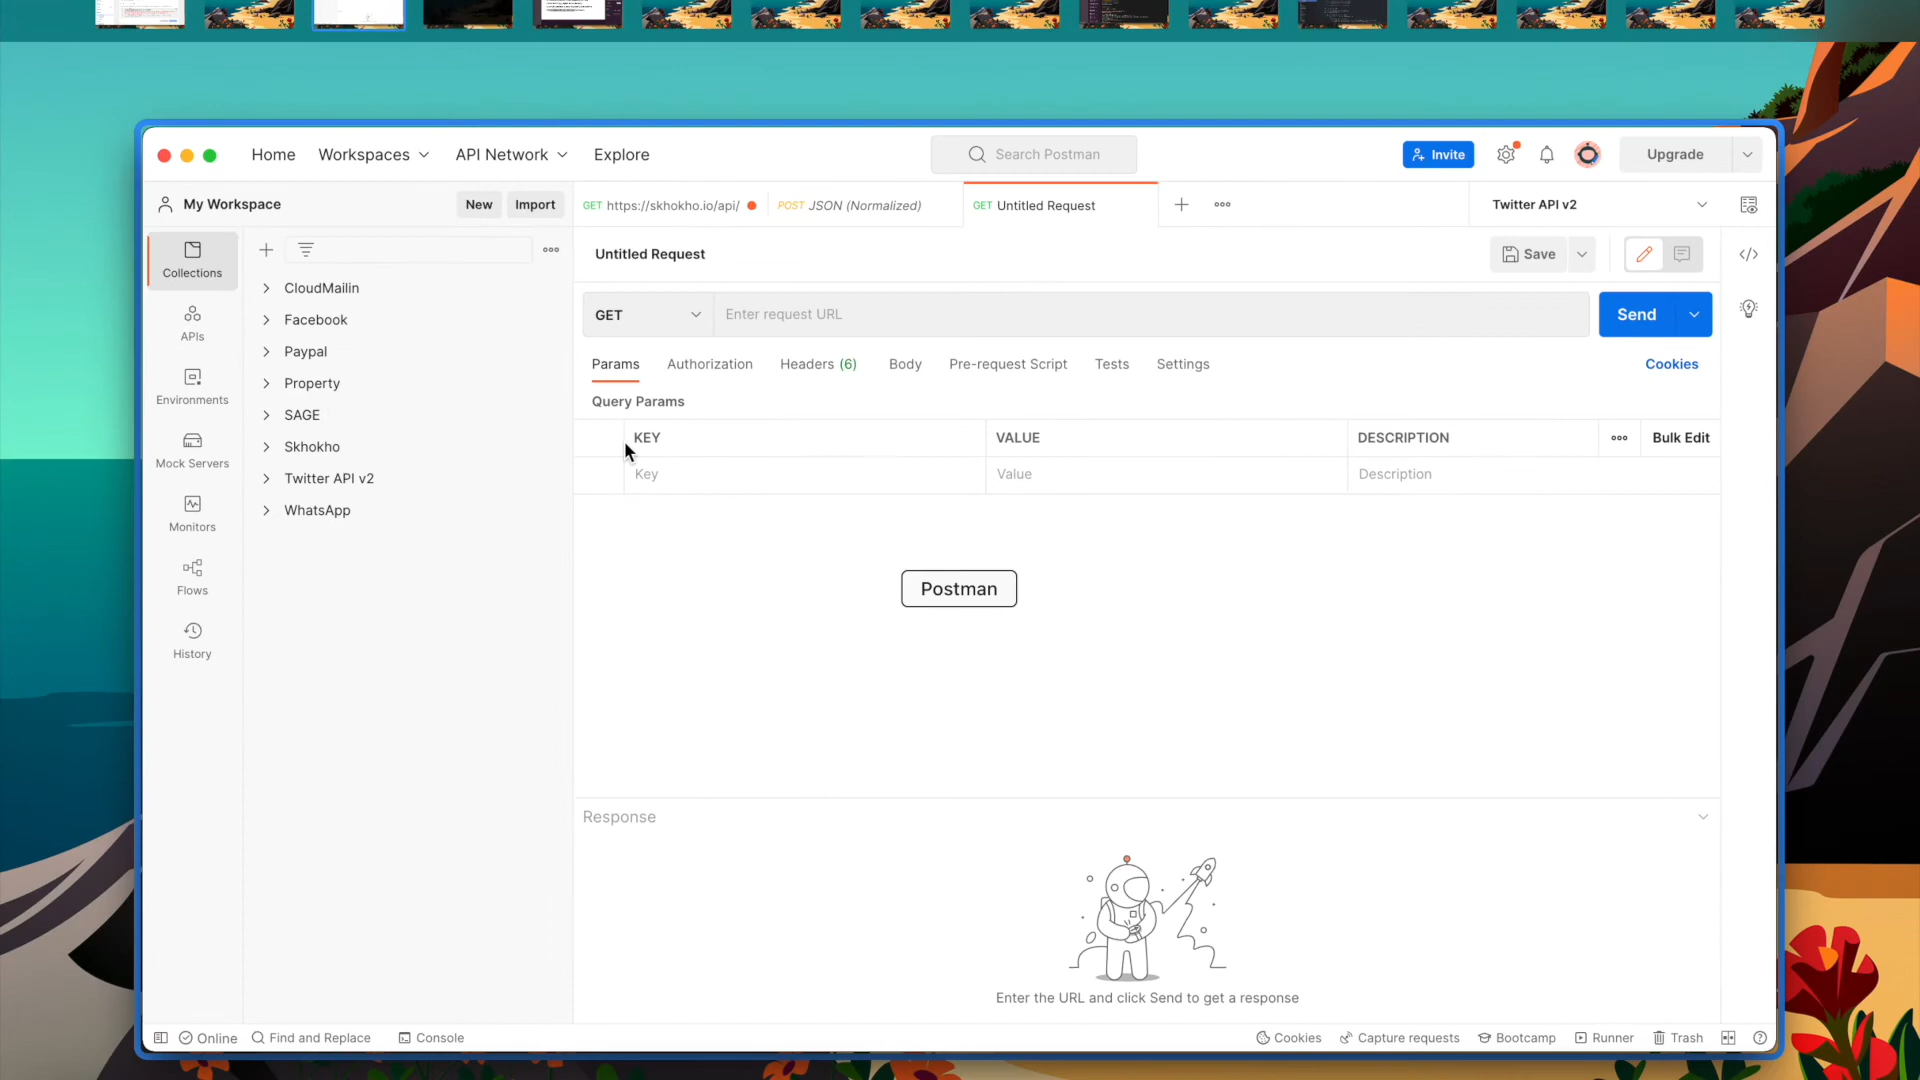 Home Workspaces API Network Explore Search Postman Invite Upgrade
My Workspace New Import GET https://skhokho.io/api/ POST JSON (Normalized) GET Untitled Request Twitter API v2
Untitled Request Save
Collections
APIs
Environments
Mock Servers
Monitors
Flows
History
CloudMailin
Facebook
Paypal
Property
SAGE
Skhokho
Twitter API v2
WhatsApp
GET Enter request URL Send
Params Authorization Headers (6) Body Pre-request Script Tests Settings Cookies
Query Params
KEY VALUE DESCRIPTION Bulk Edit
Key Value Description
Postman
Response
Enter the URL and click Send to get a response
Online Find and Replace Console Cookies Capture requests Bootcamp Runner Trash